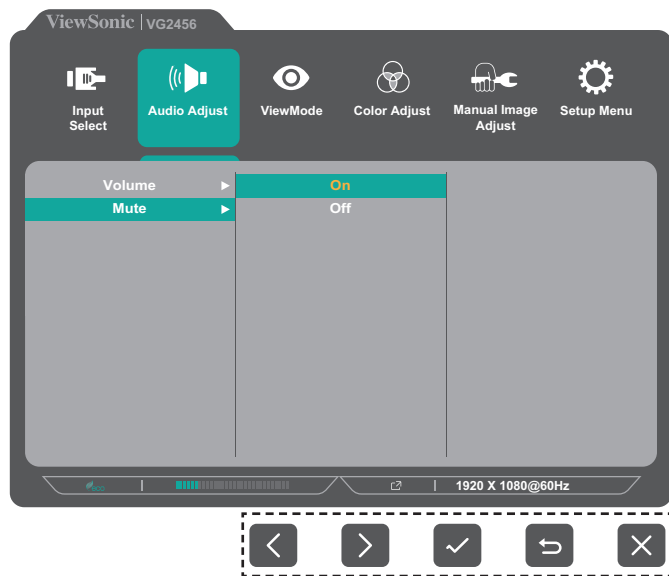 ViewSonic VG2456
Input
Select
Audio Adjust
ViewMode
Color Adjust
Manual Image
Adjust
Setup Menu
Volume
On
Mute
Off
eco
1920 X 1080@60Hz